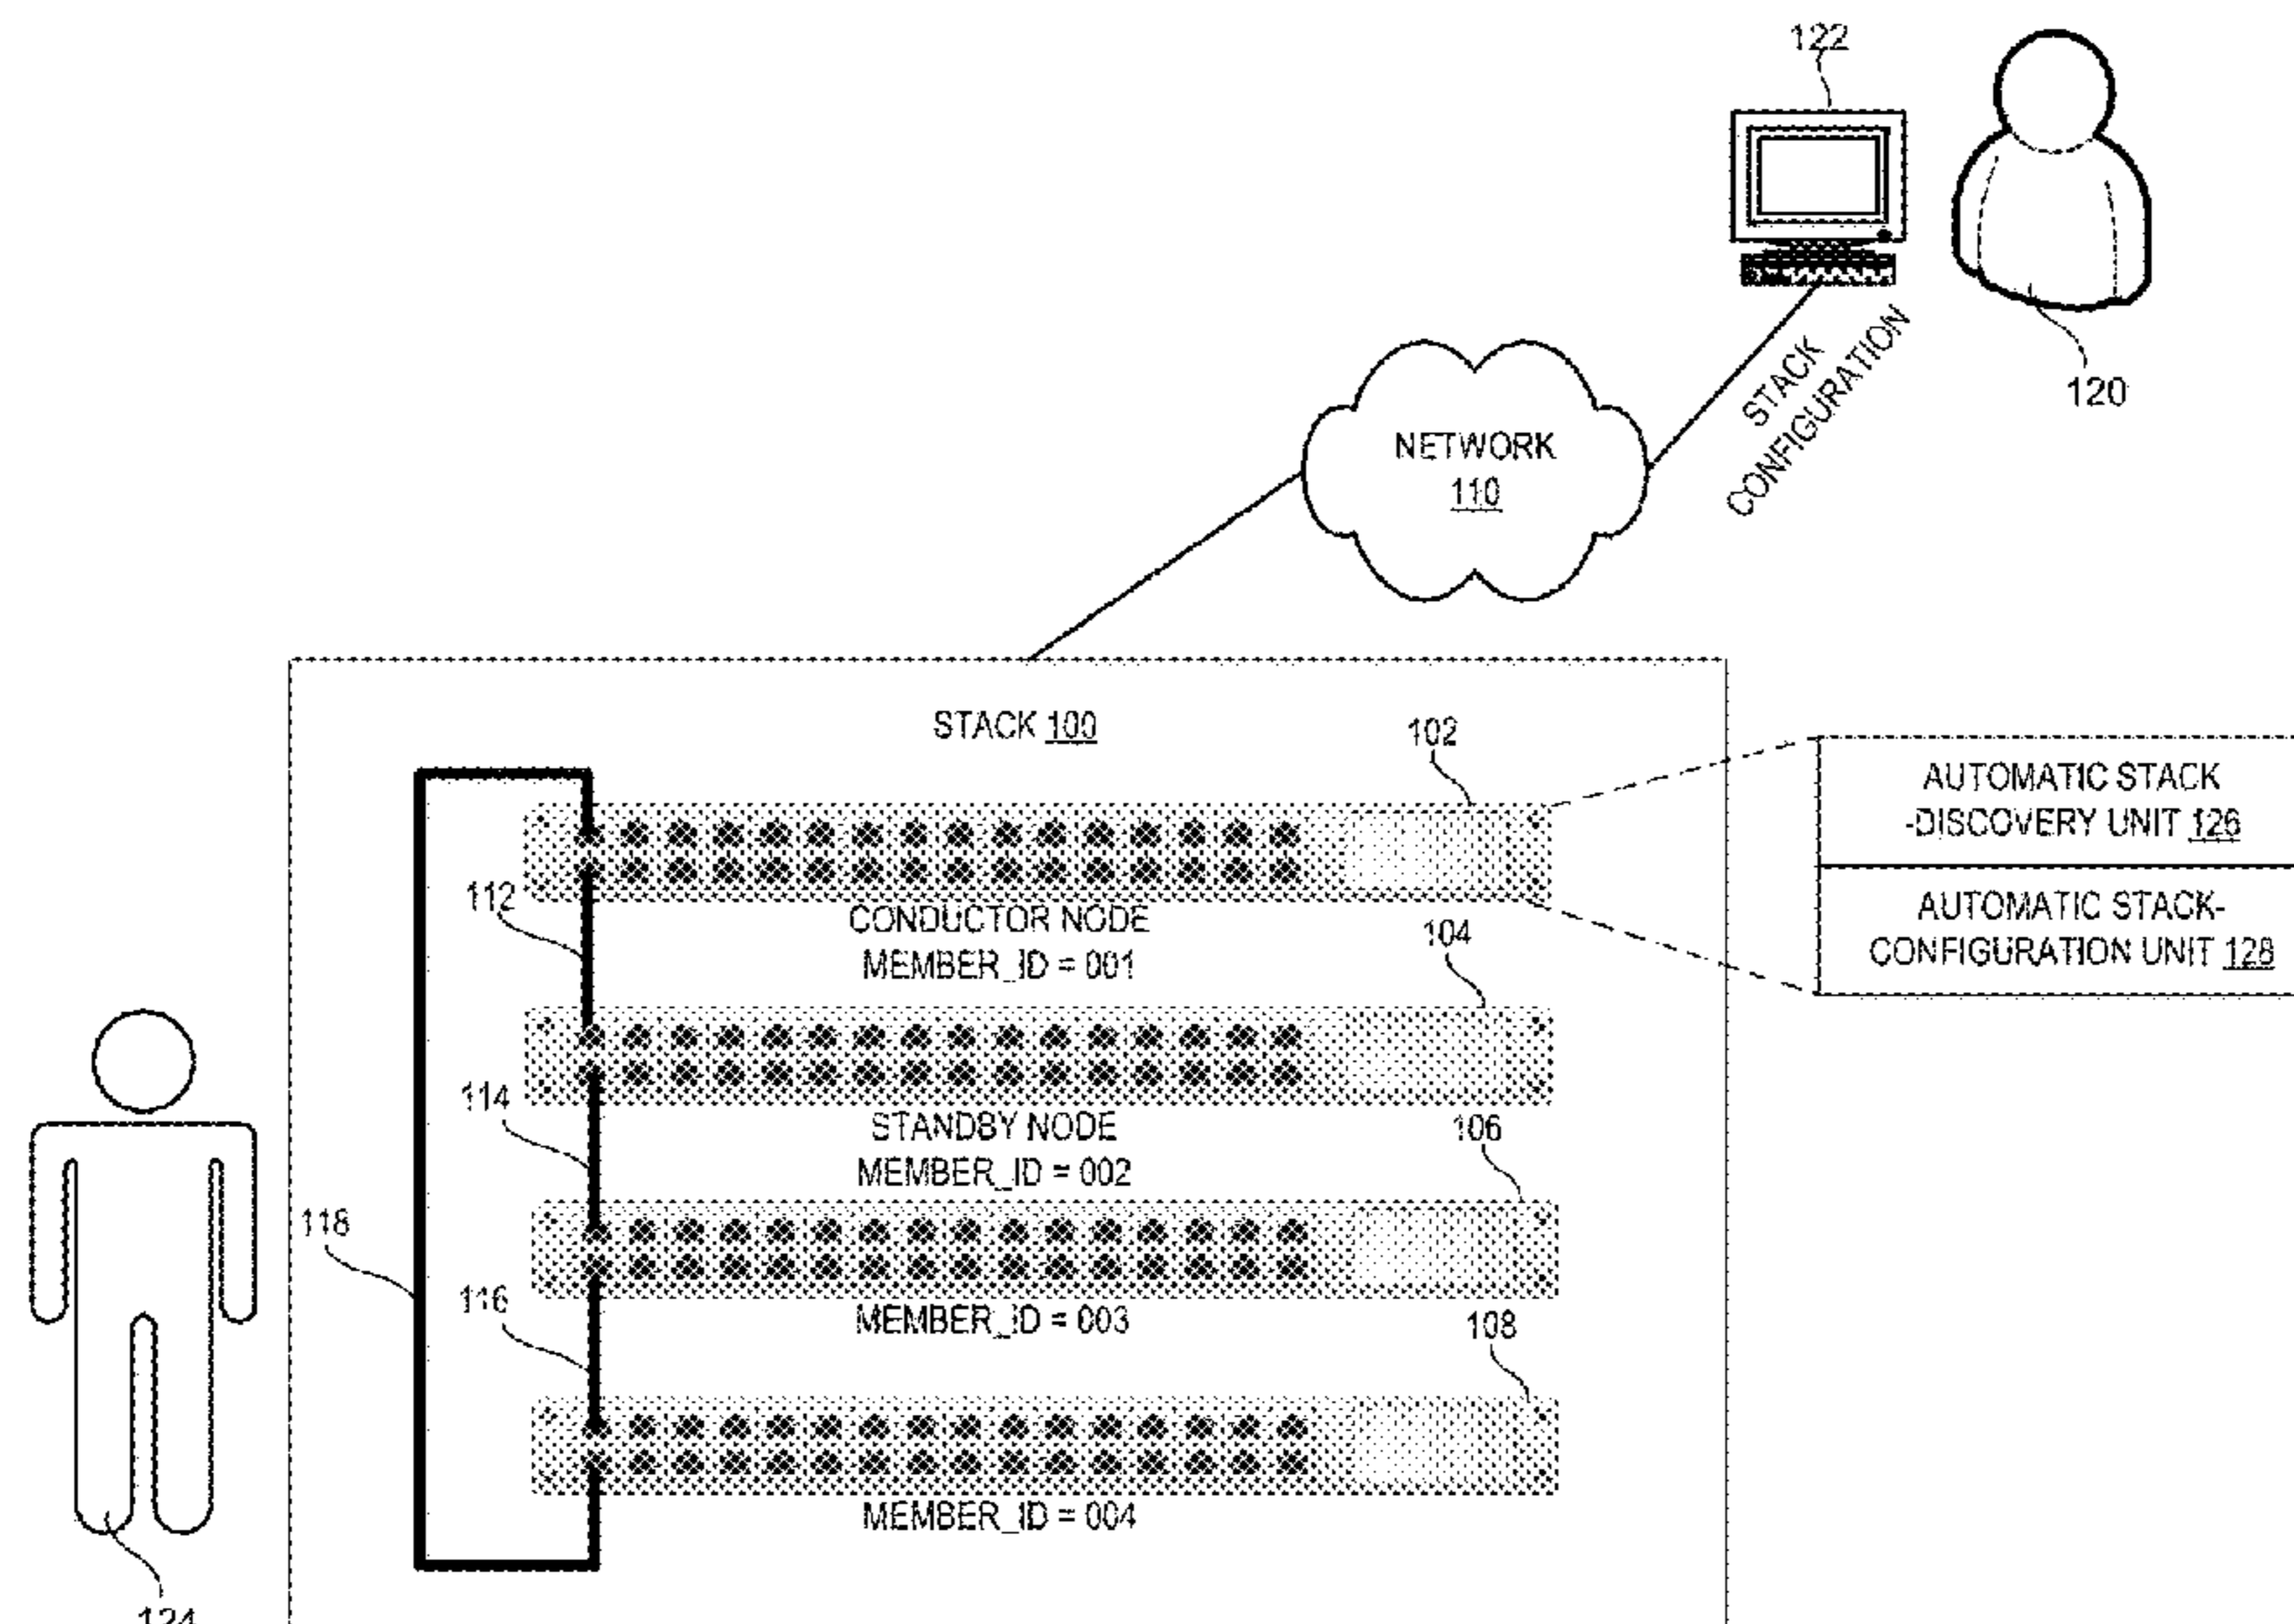 122
120
STACK
CONFIGURATION
NETWORK
110
STACK 100
102
AUTOMATIC STACK
-DISCOVERY UNIT 126
AUTOMATIC STACK-
CONFIGURATION UNIT 128
112
CONDUCTOR NODE
MEMBER_ID = 001
104
114
STANDBY NODE
MEMBER_ID = 002
106
118
116
MEMBER_ID = 003
108
MEMBER_ID = 004
124